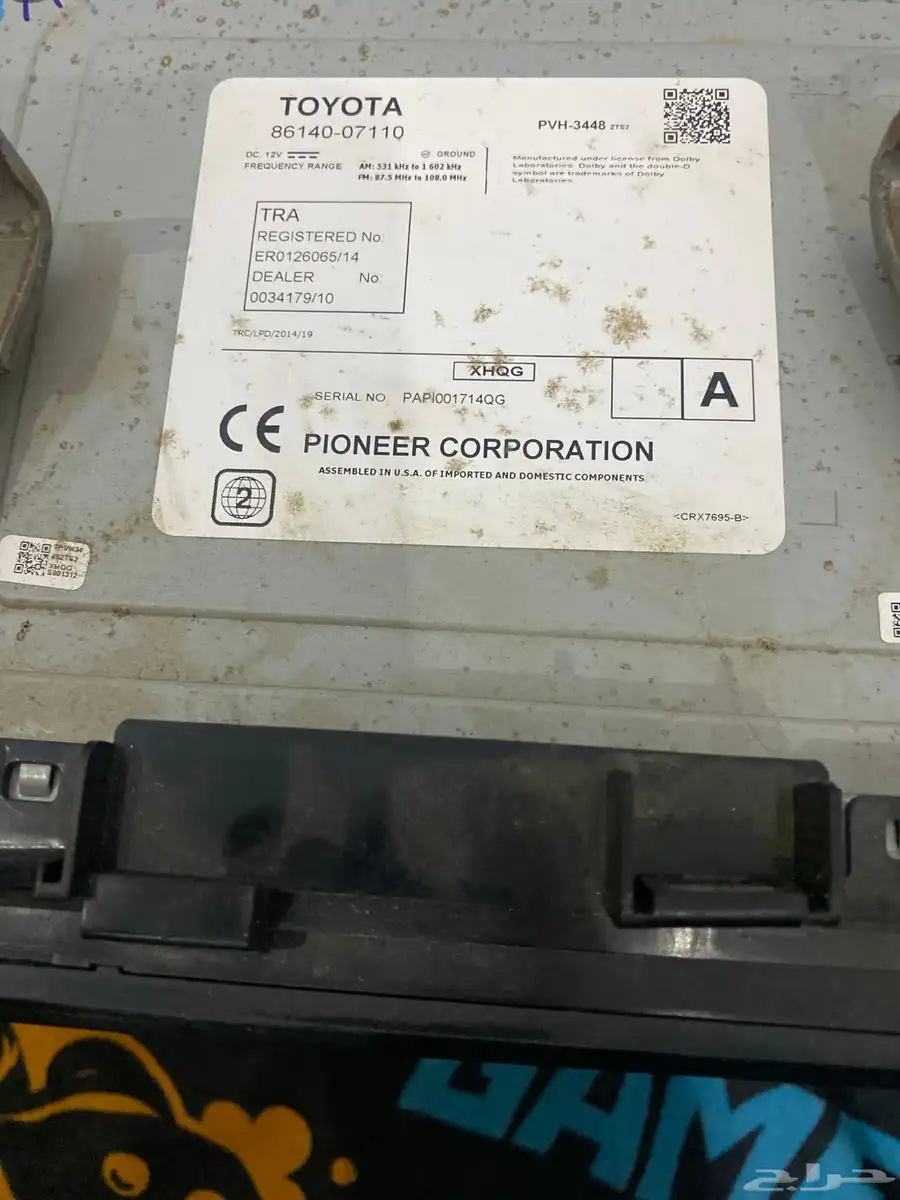 TOYOTA
86140-07110
PVH-3448 ZTS2
DC. 12V
GROUND
FREQUENCY RANGE
AM: 531 kHz to 1 602 kHz
FM: 87.5 MHz to 108.0 MHz
Manufactured under license from Dolby
Laboratories. Dolby and the double-D
symbol are trademarks of Dolby
Laboratories.
TRA
REGISTERED No:
ER0126065/14
DEALER No:
0034179/10
TRC/LPD/2014/19
XHQG
SERIAL NO. PAPI001714QG
A
CE
PIONEER CORPORATION
ASSEMBLED IN U.S.A. OF IMPORTED AND DOMESTIC COMPONENTS
2
<CRX7695-B>
XHQG
GAMA
حراج